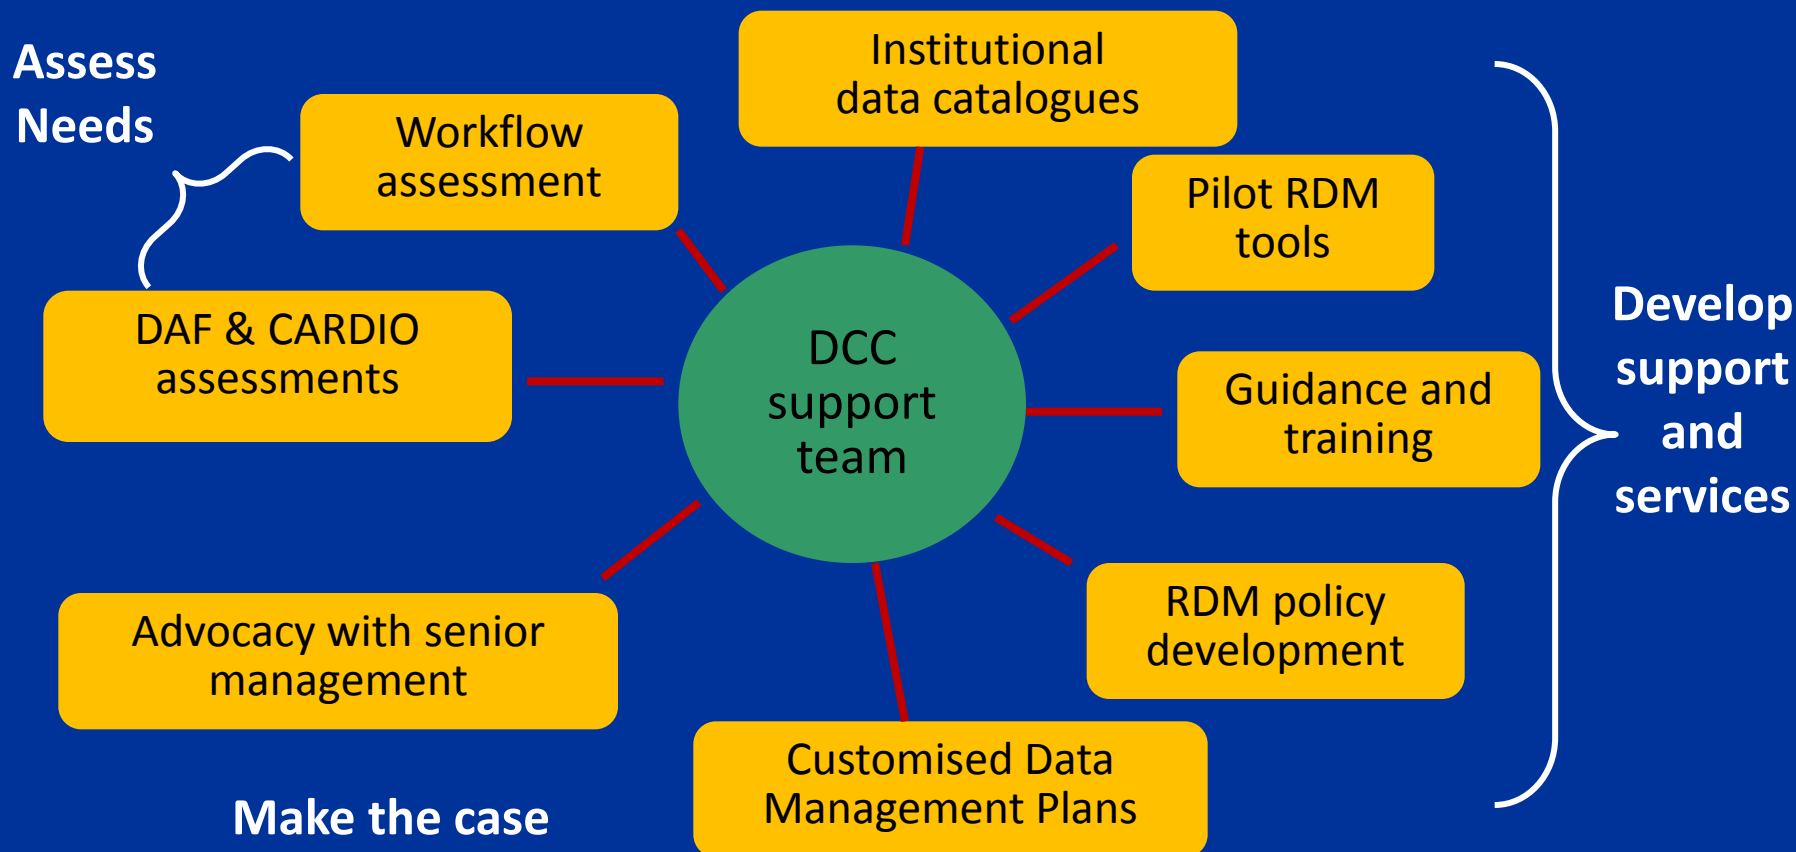 Assess
Needs
Workflow
assessment
Institutional
data catalogues
Pilot RDM
tools
DAF & CARDIO
assessments
DCC
support
team
Guidance and
training
Develop
support
and
services
Advocacy with senior
management
RDM policy
development
Customised Data
Management Plans
Make the case